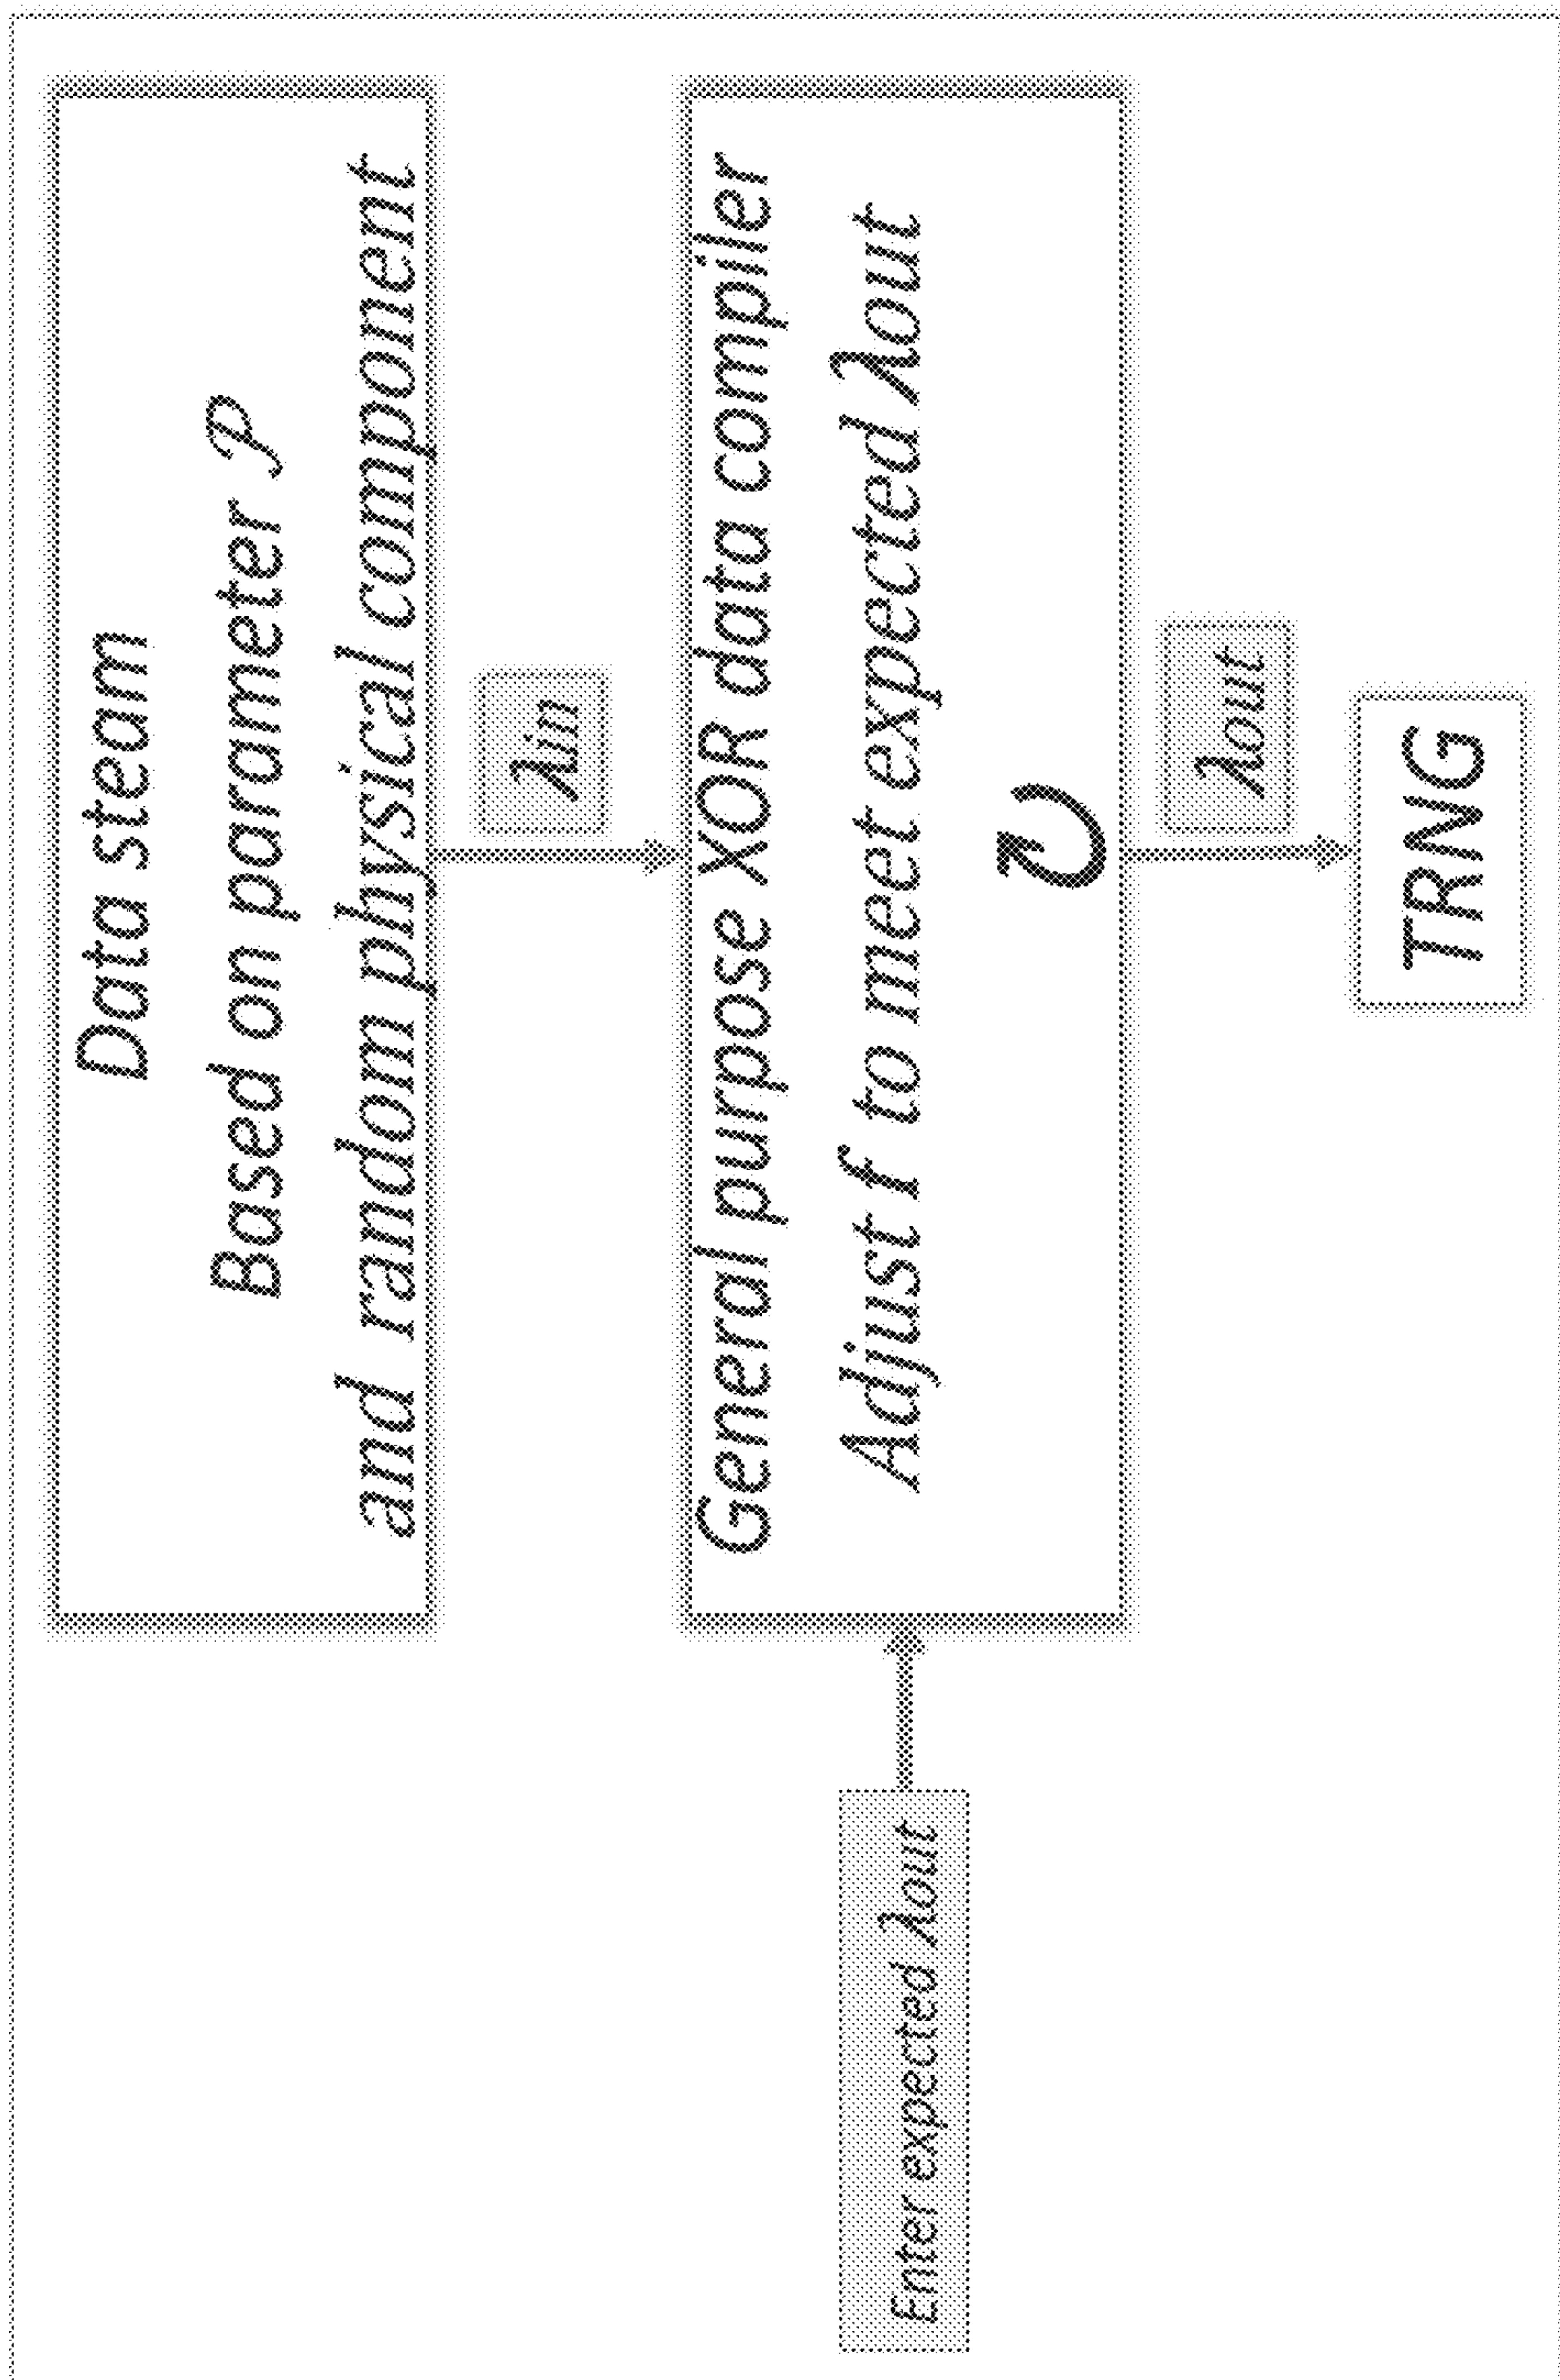 Data steam
Based on parameter 𝒫
and random physical component
λin
Enter expected λout
General purpose XOR data compiler
Adjust f to meet expected λout
λout
TRNG